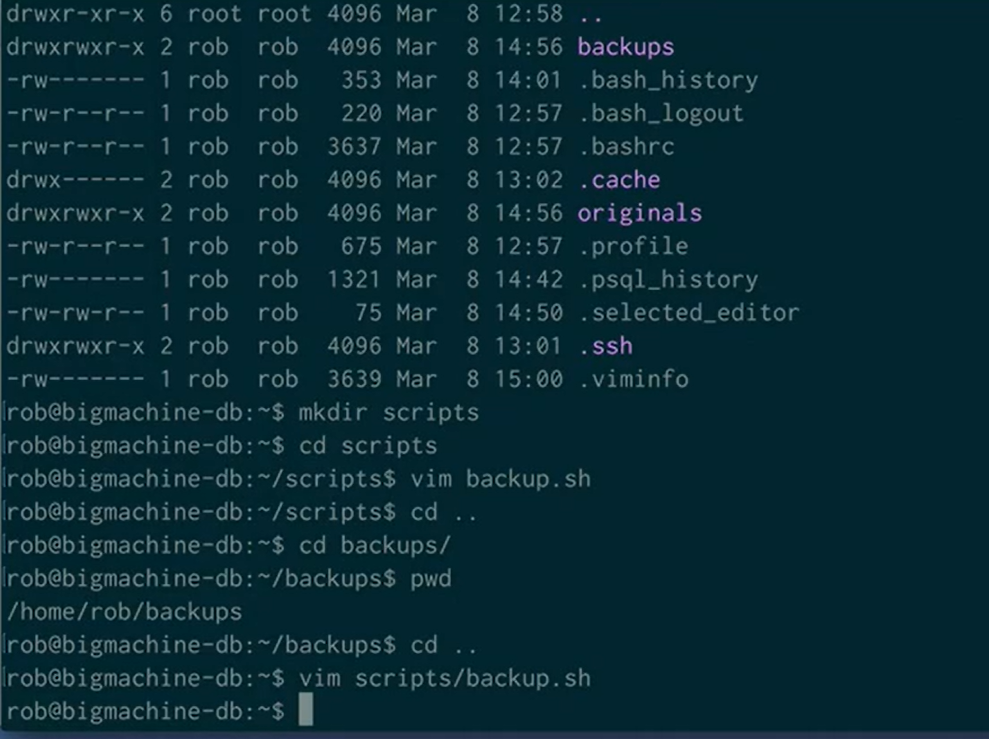 drwxr-xr-x 6 root root 4096 Mar  8 12:58 ..
drwxrwxr-x 2 rob  rob  4096 Mar  8 14:56 backups
-rw------- 1 rob  rob   353 Mar  8 14:01 .bash_history
-rw-r--r-- 1 rob  rob   220 Mar  8 12:57 .bash_logout
-rw-r--r-- 1 rob  rob  3637 Mar  8 12:57 .bashrc
drwx------ 2 rob  rob  4096 Mar  8 13:02 .cache
drwxrwxr-x 2 rob  rob  4096 Mar  8 14:56 originals
-rw-r--r-- 1 rob  rob   675 Mar  8 12:57 .profile
-rw------- 1 rob  rob  1321 Mar  8 14:42 .psql_history
-rw-rw-r-- 1 rob  rob    75 Mar  8 14:50 .selected_editor
drwxrwxr-x 2 rob  rob  4096 Mar  8 13:01 .ssh
-rw------- 1 rob  rob  3639 Mar  8 15:00 .viminfo
rob@bigmachine-db:~$ mkdir scripts
rob@bigmachine-db:~$ cd scripts
rob@bigmachine-db:~/scripts$ vim backup.sh
rob@bigmachine-db:~/scripts$ cd ..
rob@bigmachine-db:~$ cd backups/
rob@bigmachine-db:~/backups$ pwd
/home/rob/backups
rob@bigmachine-db:~/backups$ cd ..
rob@bigmachine-db:~$ vim scripts/backup.sh
rob@bigmachine-db:~$